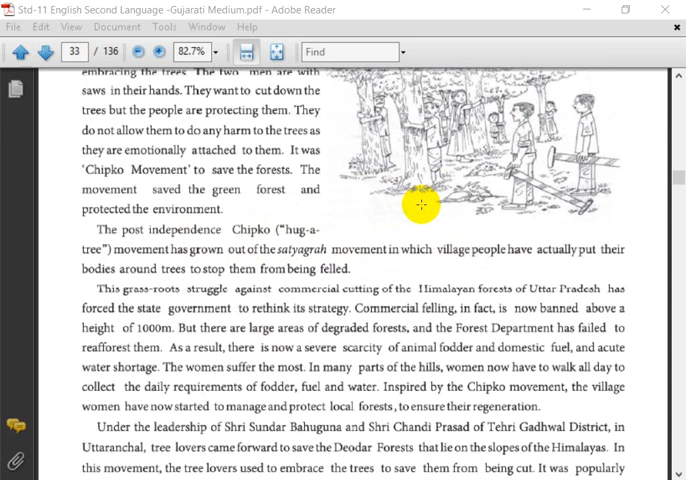 Std-11 English Second Language -Gujarati Medium.pdf - Adobe Reader
File Edit View Document Tools Window Help
33 / 136 82.7% Find
embracing the trees. The two men are with
saws in their hands. They want to cut down the
trees but the people are protecting them. They
do not allow them to do any harm to the trees as
they are emotionally attached to them. It was
‘Chipko Movement’ to save the forests. The
movement saved the green forest and
protected the environment.
The post independence Chipko (“hug-a-
tree”) movement has grown out of the satyagrah movement in which village people have actually put their
bodies around trees to stop them from being felled.
This grass-roots struggle against commercial cutting of the Himalayan forests of Uttar Pradesh has
forced the state government to rethink its strategy. Commercial felling, in fact, is now banned above a
height of 1000m. But there are large areas of degraded forests, and the Forest Department has failed to
reafforest them. As a result, there is now a severe scarcity of animal fodder and domestic fuel, and acute
water shortage. The women suffer the most. In many parts of the hills, women now have to walk all day to
collect the daily requirements of fodder, fuel and water. Inspired by the Chipko movement, the village
women have now started to manage and protect local forests, to ensure their regeneration.
Under the leadership of Shri Sundar Bahuguna and Shri Chandi Prasad of Tehri Gadhwal District, in
Uttaranchal, tree lovers came forward to save the Deodar Forests that lie on the slopes of the Himalayas. In
this movement, the tree lovers used to embrace the trees to save them from being cut. It was popularly